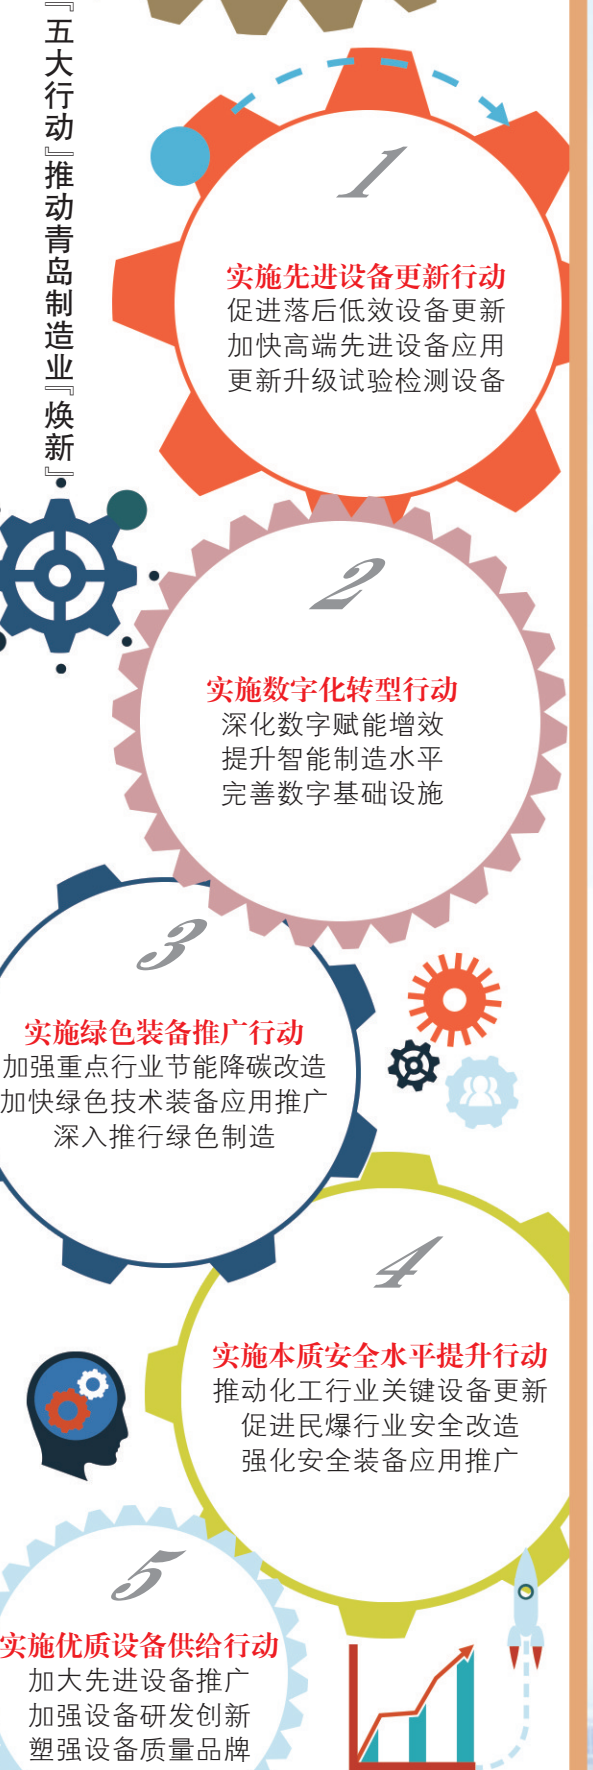 『五大行动』推动青岛制造业『焕新』
1
实施先进设备更新行动
促进落后低效设备更新
加快高端先进设备应用
更新升级试验检测设备
2
实施数字化转型行动
深化数字赋能增效
提升智能制造水平
完善数字基础设施
3
实施绿色装备推广行动
加强重点行业节能降碳改造
加快绿色技术装备应用推广
深入推行绿色制造
4
实施本质安全水平提升行动
推动化工行业关键设备更新
促进民爆行业安全改造
强化安全装备应用推广
5
实施优质设备供给行动
加大先进设备推广
加强设备研发创新
塑强设备质量品牌